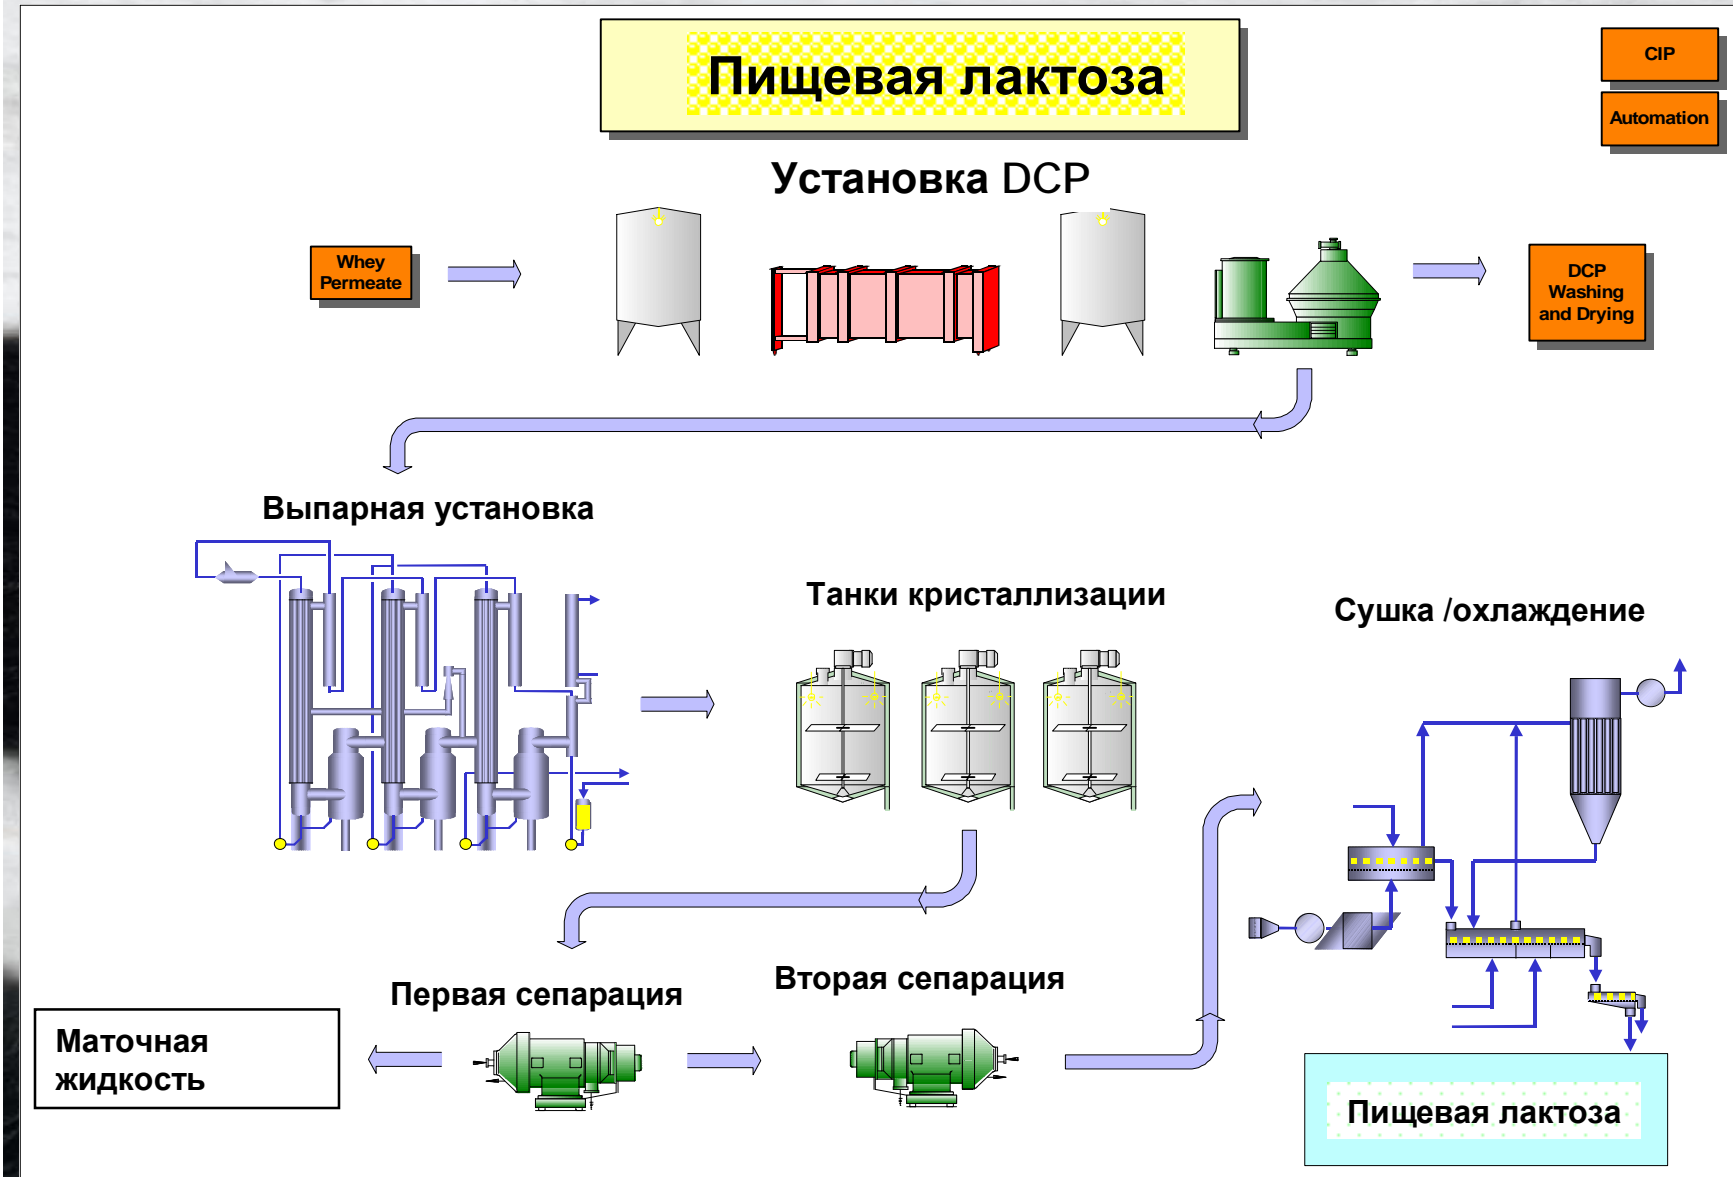 Пищевая лактоза
CIP
Automation
Установка DCP
Whey
Permeate
DCP
Washing
and Drying
Выпарная установка
Танки кристаллизации
Сушка /охлаждение
Первая сепарация
Вторая сепарация
Маточная
жидкость
Пищевая лактоза